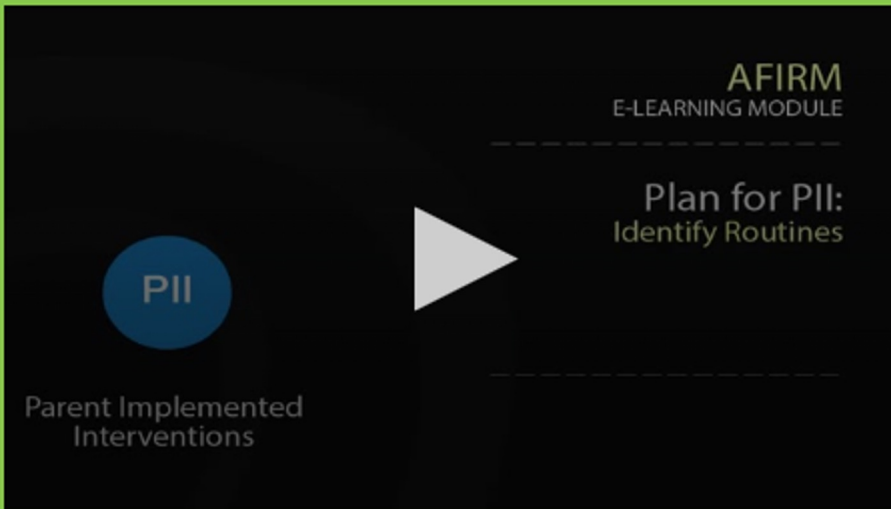 AFIRM
E-LEARNING MODULE
Plan for PII:
Identify Routines
PII
Parent Implemented
Interventions